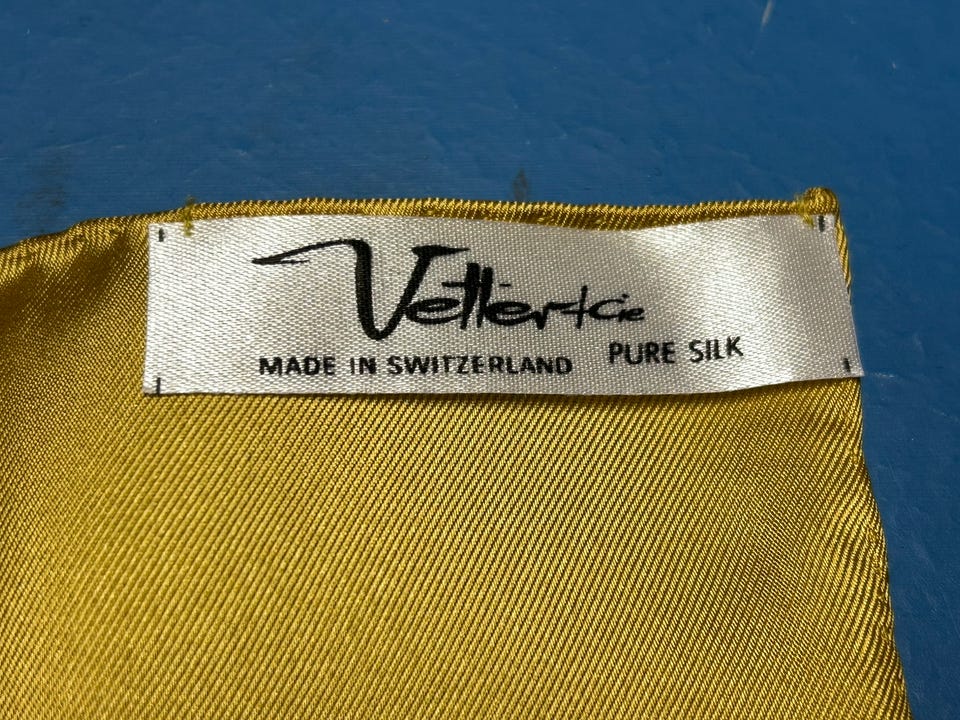 Vetter+Cie
MADE IN SWITZERLAND PURE SILK